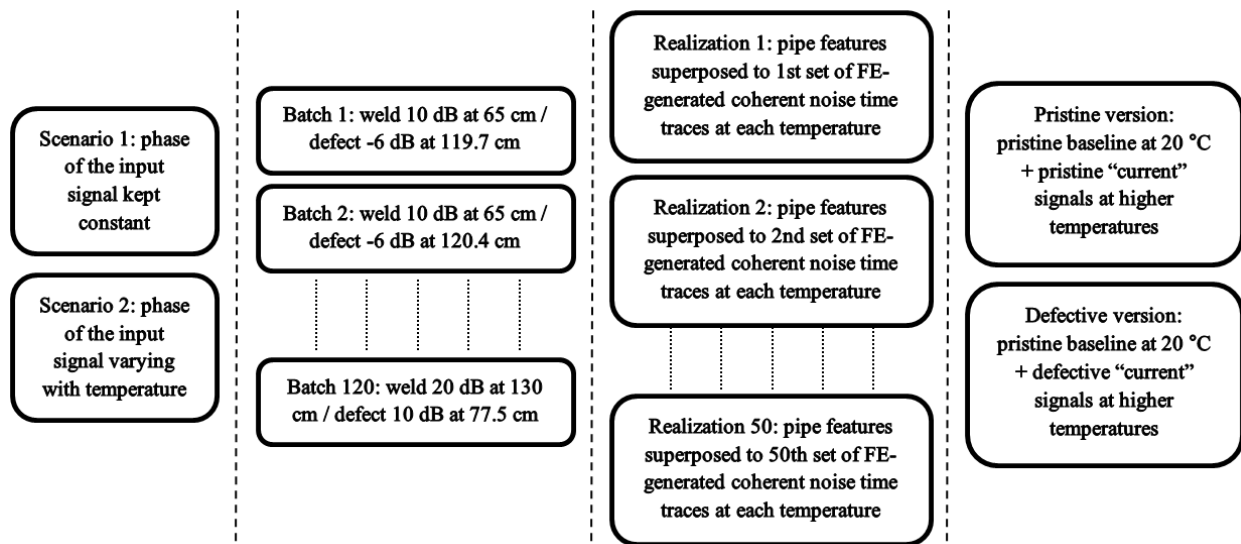 Scenario 1: phase
of the input
signal kept
constant
Scenario 2: phase
of the input
signal varying
with temperature
Batch 1: weld 10 dB at 65 cm /
defect -6 dB at 119.7 cm
Batch 2: weld 10 dB at 65 cm /
defect -6 dB at 120.4 cm
Batch 120: weld 20 dB at 130
cm / defect 10 dB at 77.5 cm
Realization 1: pipe features
superposed to 1st set of FE-
generated coherent noise time
traces at each temperature
Realization 2: pipe features
superposed to 2nd set of FE-
generated coherent noise time
traces at each temperature
Realization 50: pipe features
superposed to 50th set of FE-
generated coherent noise time
traces at each temperature
Pristine version:
pristine baseline at 20 °C
+ pristine “current”
signals at higher
temperatures
Defective version:
pristine baseline at 20 °C
+ defective “current”
signals at higher
temperatures